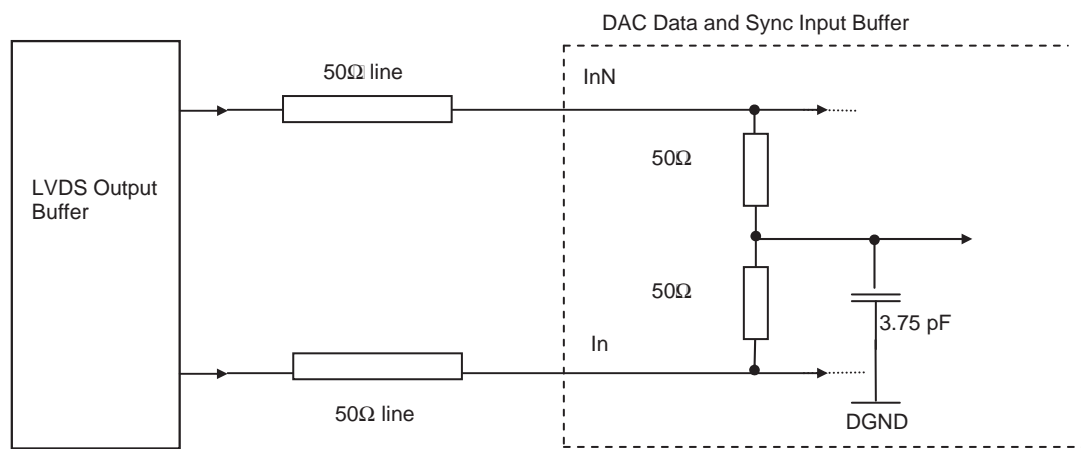 DAC Data and Sync Input Buffer
50Ω line
InN
50Ω
LVDS Output
Buffer
50Ω
3.75 pF
In
50Ω line
DGND